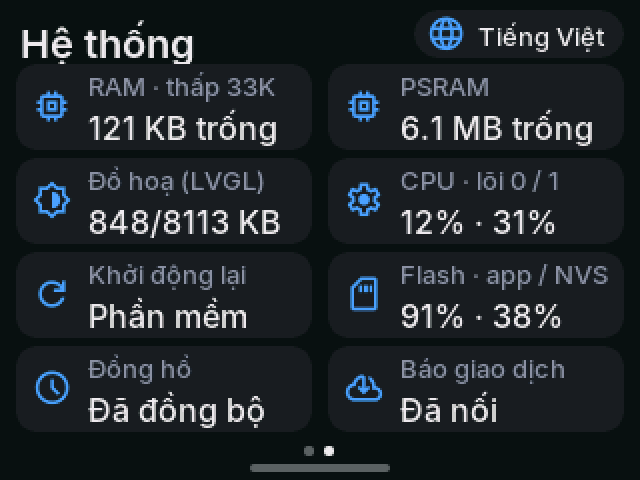 Hệ thống
Tiếng Việt
RAM · thấp 33K
121 KB trống
PSRAM
6.1 MB trống
Đồ hoạ (LVGL)
848/8113 KB
CPU · lõi 0 / 1
12% · 31%
Khởi động lại
Phần mềm
Flash · app / NVS
91% · 38%
Đồng hồ
Đã đồng bộ
Báo giao dịch
Đã nối